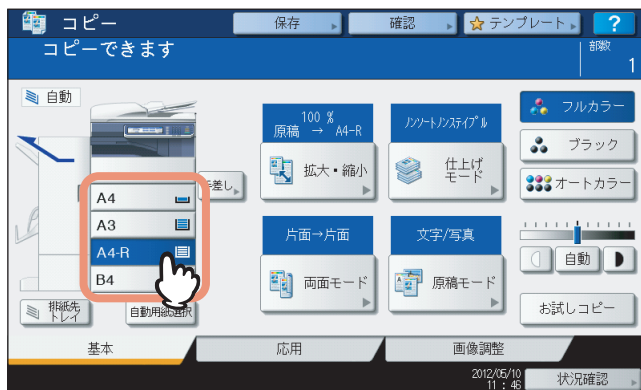 コピー
保存
確認
テンプレート
?
コピーできます
部数
1
自動
100 %
原稿 → A4-R
拡大・縮小
ノンソートノンステイプル
仕上げ
モード
フルカラー
ブラック
オートカラー
A4
A3
A4-R
B4
差し
片面→片面
両面モード
文字/写真
原稿モード
自動
お試しコピー
排紙先
トレイ
自動用紙選択
基本
応用
画像調整
2012/05/10
11 : 46
状況確認